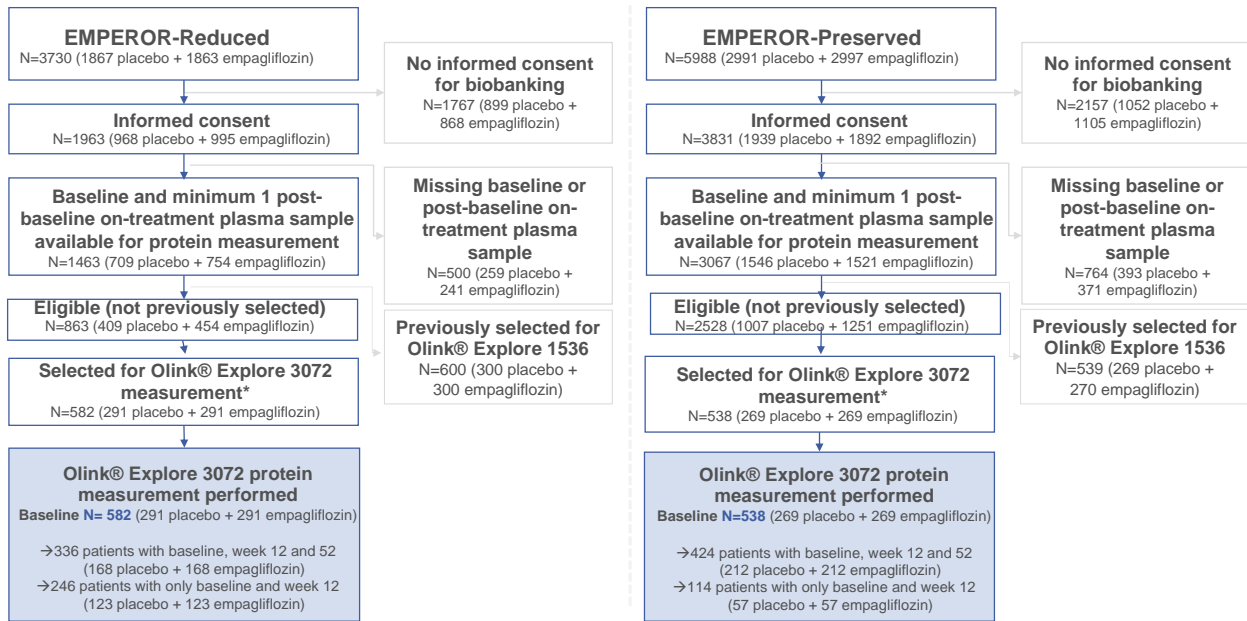 EMPEROR-Reduced
N=3730 (1867 placebo + 1863 empagliflozin)
No informed consent
for biobanking
N=1767 (899 placebo +
868 empagliflozin)
Informed consent
N=1963 (968 placebo + 995 empagliflozin)
Baseline and minimum 1 post-
baseline on-treatment plasma sample
available for protein measurement
N=1463 (709 placebo + 754 empagliflozin)
Missing baseline or
post-baseline on-
treatment plasma
sample
N=500 (259 placebo +
241 empagliflozin)
Eligible (not previously selected)
N=863 (409 placebo + 454 empagliflozin)
Previously selected for
Olink® Explore 1536
N=600 (300 placebo +
300 empagliflozin)
Selected for Olink® Explore 3072
measurement*
N=582 (291 placebo + 291 empagliflozin)
Olink® Explore 3072 protein
measurement performed
Baseline N= 582 (291 placebo + 291 empagliflozin)
→336 patients with baseline, week 12 and 52
(168 placebo + 168 empagliflozin)
→246 patients with only baseline and week 12
(123 placebo + 123 empagliflozin)
EMPEROR-Preserved
N=5988 (2991 placebo + 2997 empagliflozin)
No informed consent
for biobanking
N=2157 (1052 placebo +
1105 empagliflozin)
Informed consent
N=3831 (1939 placebo + 1892 empagliflozin)
Baseline and minimum 1 post-
baseline on-treatment plasma sample
available for protein measurement
N=3067 (1546 placebo + 1521 empagliflozin)
Missing baseline or
post-baseline on-
treatment plasma
sample
N=764 (393 placebo +
371 empagliflozin)
Eligible (not previously selected)
N=2528 (1007 placebo + 1251 empagliflozin)
Previously selected for
Olink® Explore 1536
N=539 (269 placebo +
270 empagliflozin)
Selected for Olink® Explore 3072
measurement*
N=538 (269 placebo + 269 empagliflozin)
Olink® Explore 3072 protein
measurement performed
Baseline N=538 (269 placebo + 269 empagliflozin)
→424 patients with baseline, week 12 and 52
(212 placebo + 212 empagliflozin)
→114 patients with only baseline and week 12
(57 placebo + 57 empagliflozin)